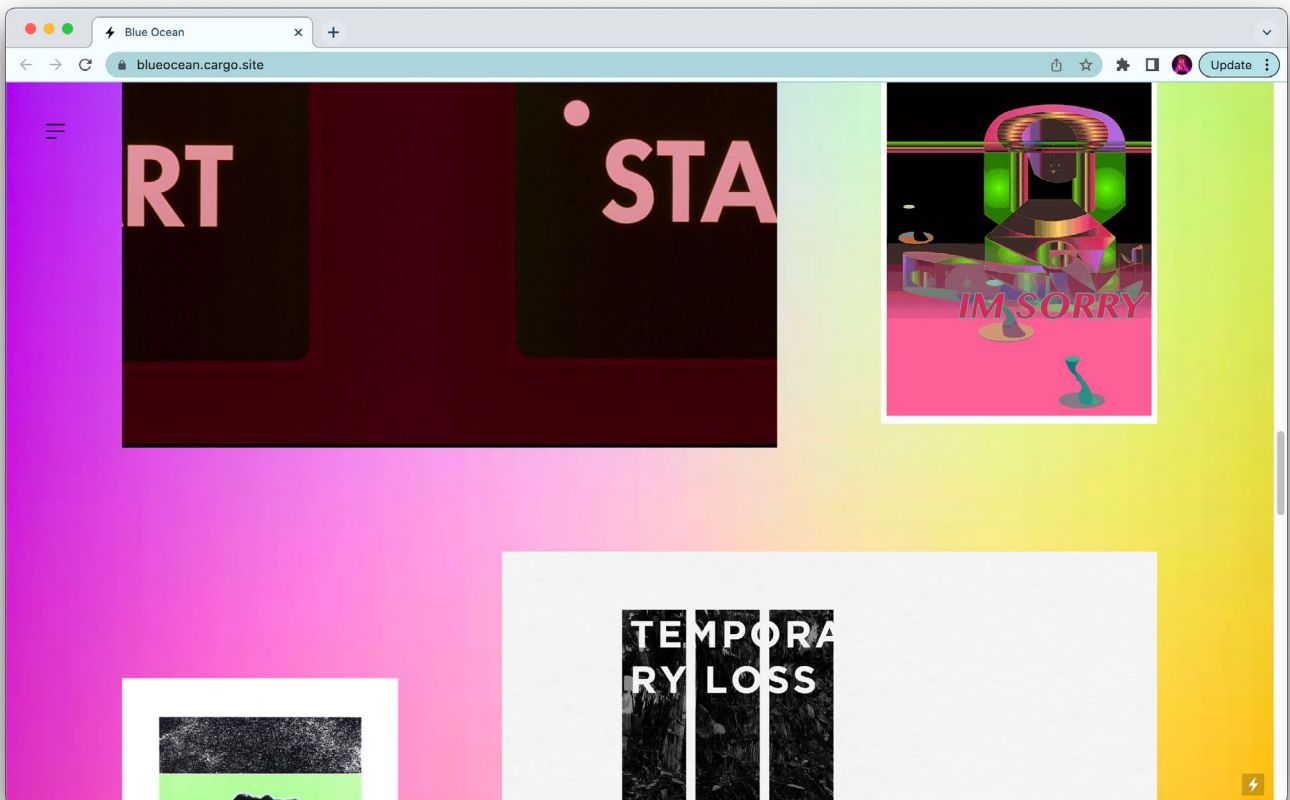 Blue Ocean
blueocean.cargo.site
Update
RT
STA
IM SORRY
TEMPORA
RY LOSS